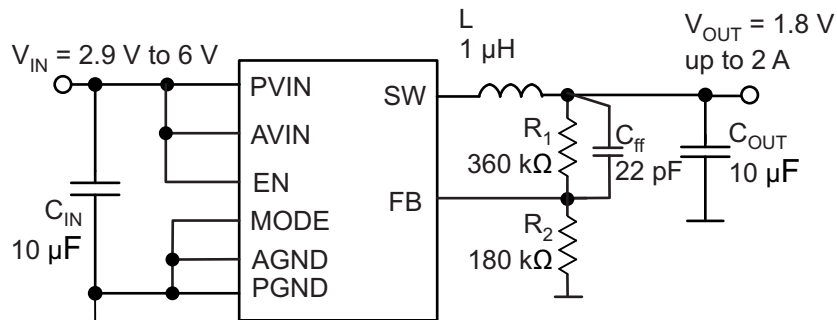 V_IN = 2.9 V to 6 V
C_IN
10 µF
PVIN
AVIN
EN
MODE
AGND
PGND
SW
FB
L
1 µH
R_1
360 kΩ
C_ff
22 pF
R_2
180 kΩ
V_OUT = 1.8 V
up to 2 A
C_OUT
10 µF